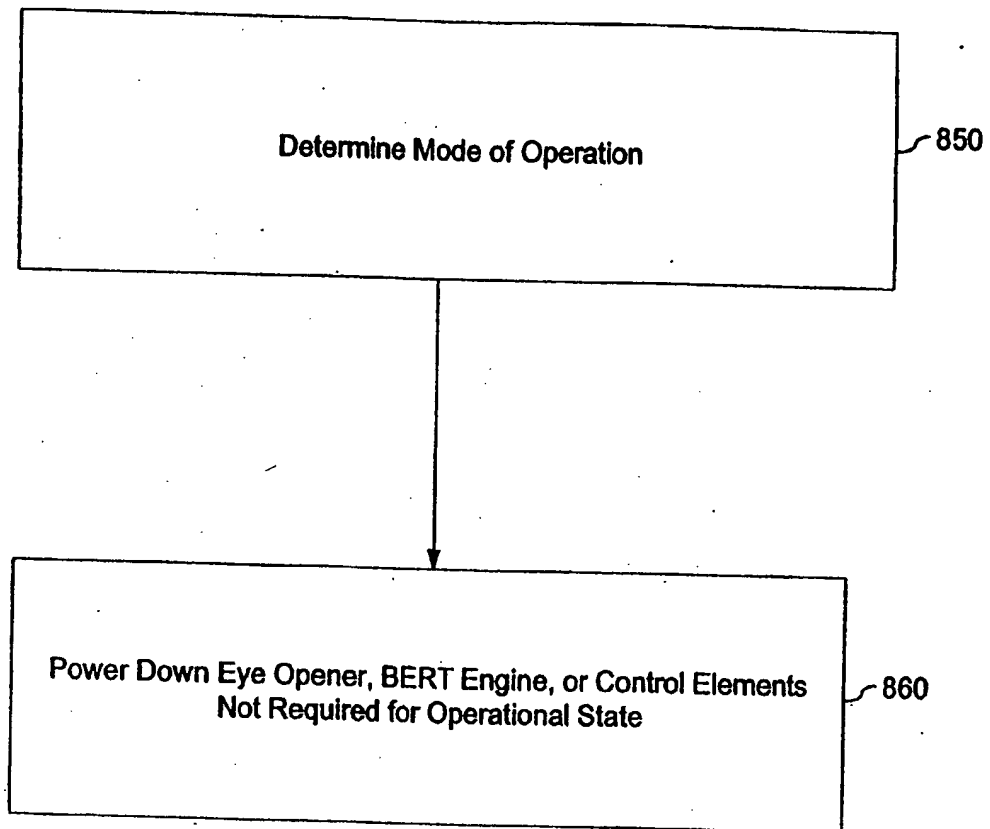 Determine Mode of Operation
850
Power Down Eye Opener, BERT Engine, or Control Elements
Not Required for Operational State
860